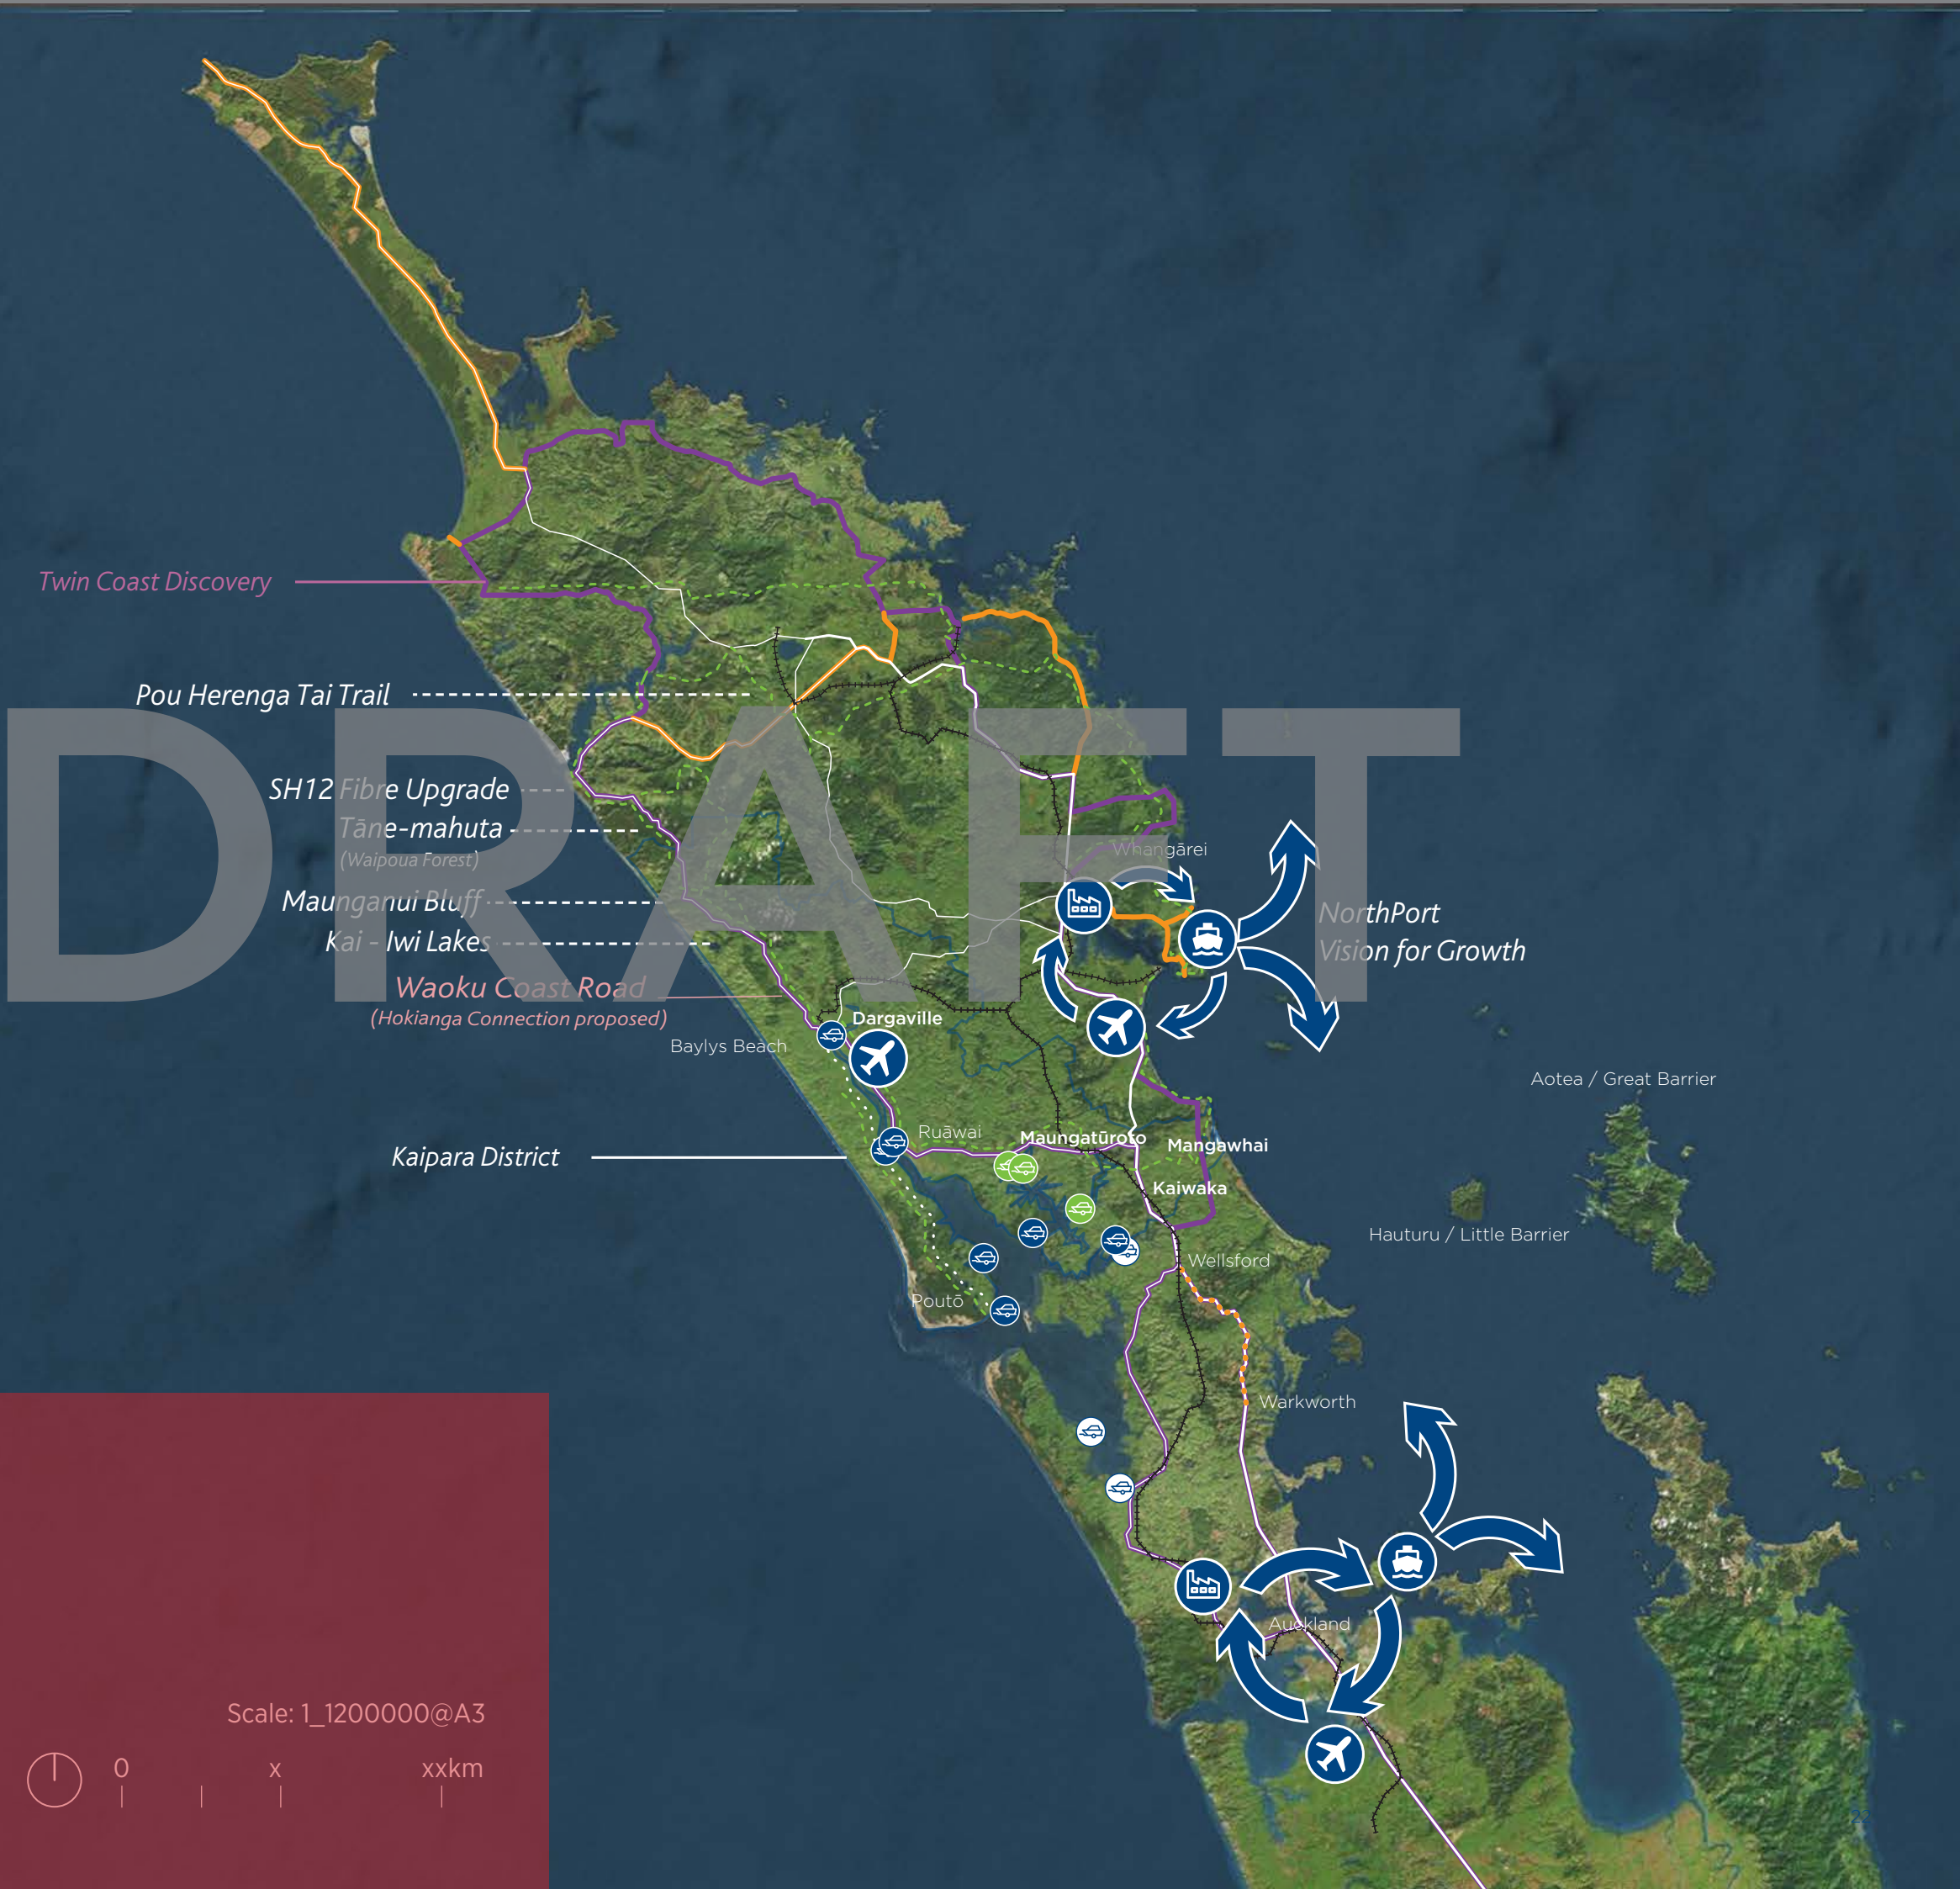 Twin Coast Discovery
Pou Herenga Tai Trail
DRAFT
SH12 Fibre Upgrade
Tāne-mahuta
(Waipoua Forest)
Whangārei
Maunganui Bluff
Kai - Iwi Lakes
NorthPort
Vision for Growth
Waoku Coast Road
(Hokianga Connection proposed)
Dargaville
Baylys Beach
Aotea / Great Barrier
Kaipara District
Ruāwai
Maungatūroto
Mangawhai
Kaiwaka
Hauturu / Little Barrier
Wellsford
Poutō
Warkworth
Auckland
Scale: 1_1200000@A3
0 x xxkm
22